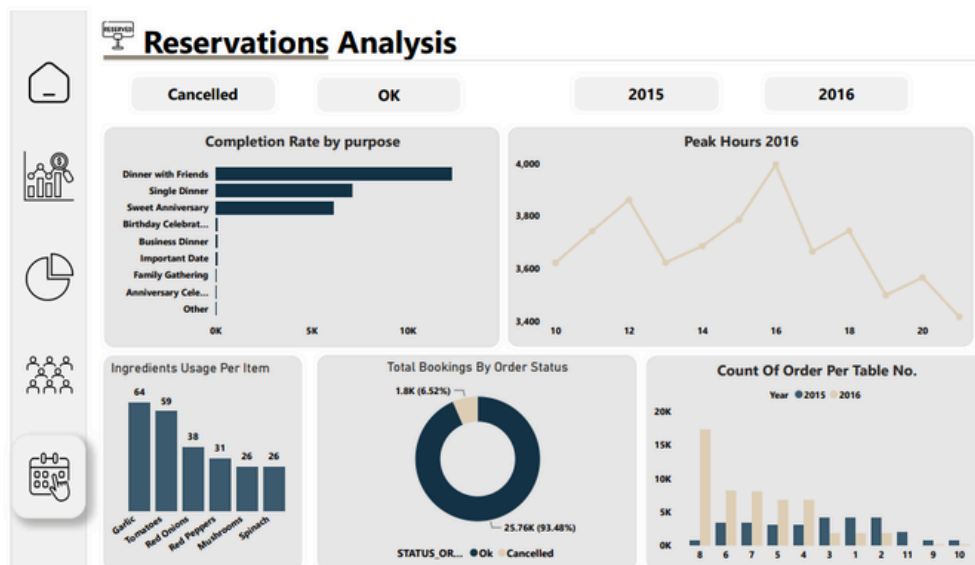 RESERVED
Reservations Analysis
Cancelled
OK
2015
2016
Completion Rate by purpose
Dinner with Friends
Single Dinner
Sweet Anniversary
Birthday Celebrat...
Business Dinner
Important Date
Family Gathering
Anniversary Cele...
Other
0K 5K 10K
Peak Hours 2016
4,000
3,800
3,600
3,400
10 12 14 16 18 20
Ingredients Usage Per Item
64 59 38 31 26 26
Garlic Tomatoes Red Onions Red Peppers Mushrooms Spinach
Total Bookings By Order Status
1.8K (6.52%)
25.76K (93.48%)
STATUS_OR... Ok Cancelled
Count Of Order Per Table No.
Year 2015 2016
20K
15K
10K
5K
0K
8 6 7 5 4 3 1 2 11 9 10